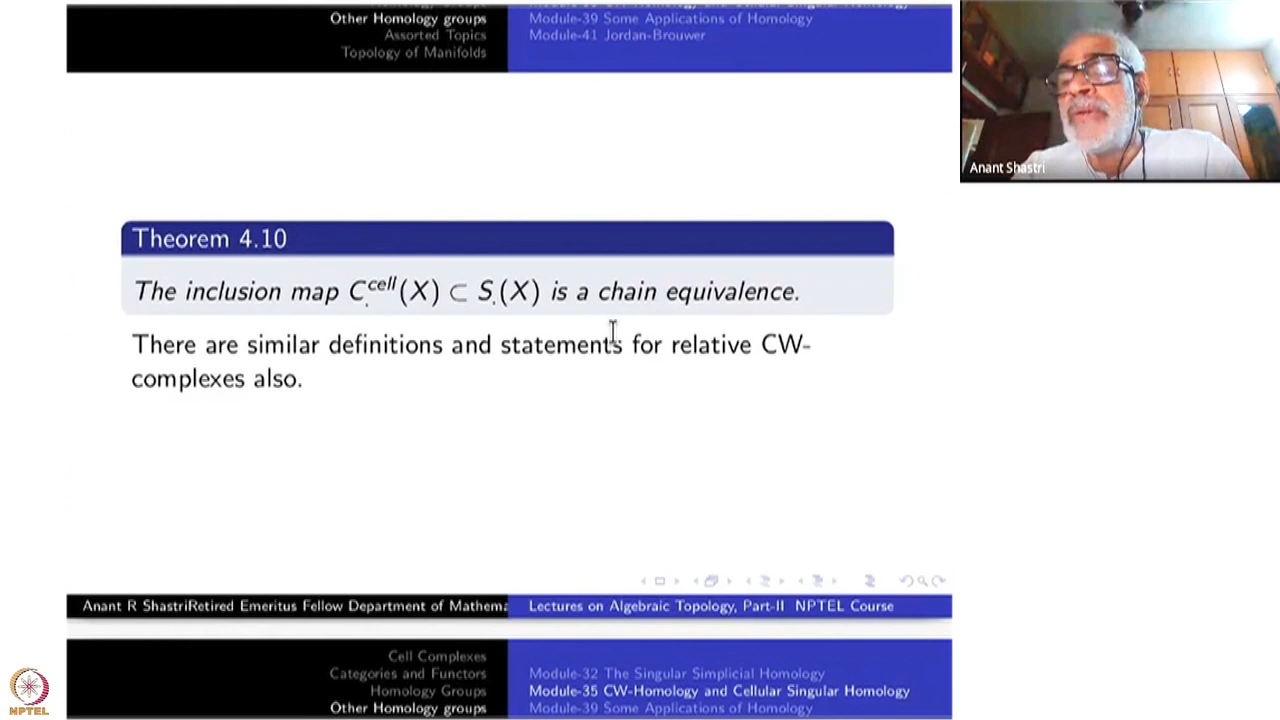 Other Homology groups
Assorted Topics
Topology of Manifolds
Module-39 Some Applications of Homology
Module-41 Jordan-Brouwer
Anant Shastri
Theorem 4.10
The inclusion map C.^cell(X) ⊂ S.(X) is a chain equivalence.
There are similar definitions and statements for relative CW-
complexes also.
Anant R ShastriRetired Emeritus Fellow Department of Mathema
Lectures on Algebraic Topology, Part-II NPTEL Course
Cell Complexes
Categories and Functors
Homology Groups
Other Homology groups
Module-32 The Singular Simplicial Homology
Module-35 CW-Homology and Cellular Singular Homology
Module-39 Some Applications of Homology
NPTEL